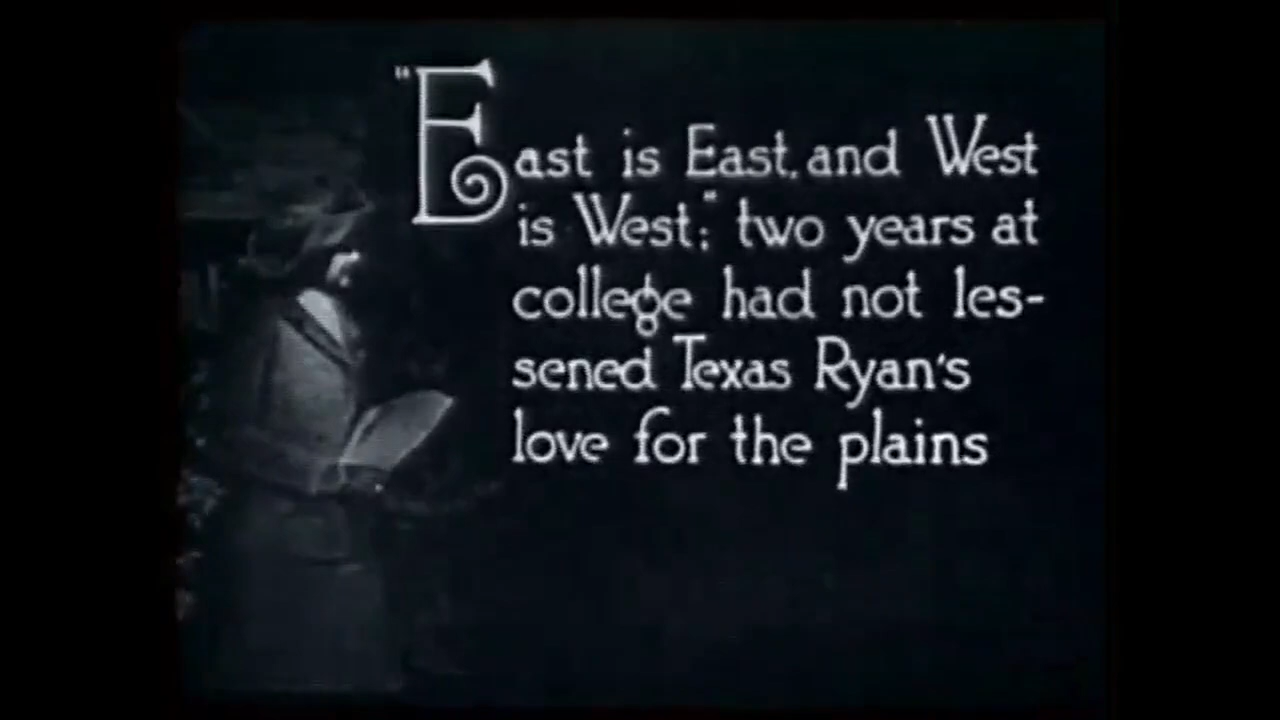 "East is East, and West
is West;" two years at
college had not les-
sened Texas Ryan's
love for the plains